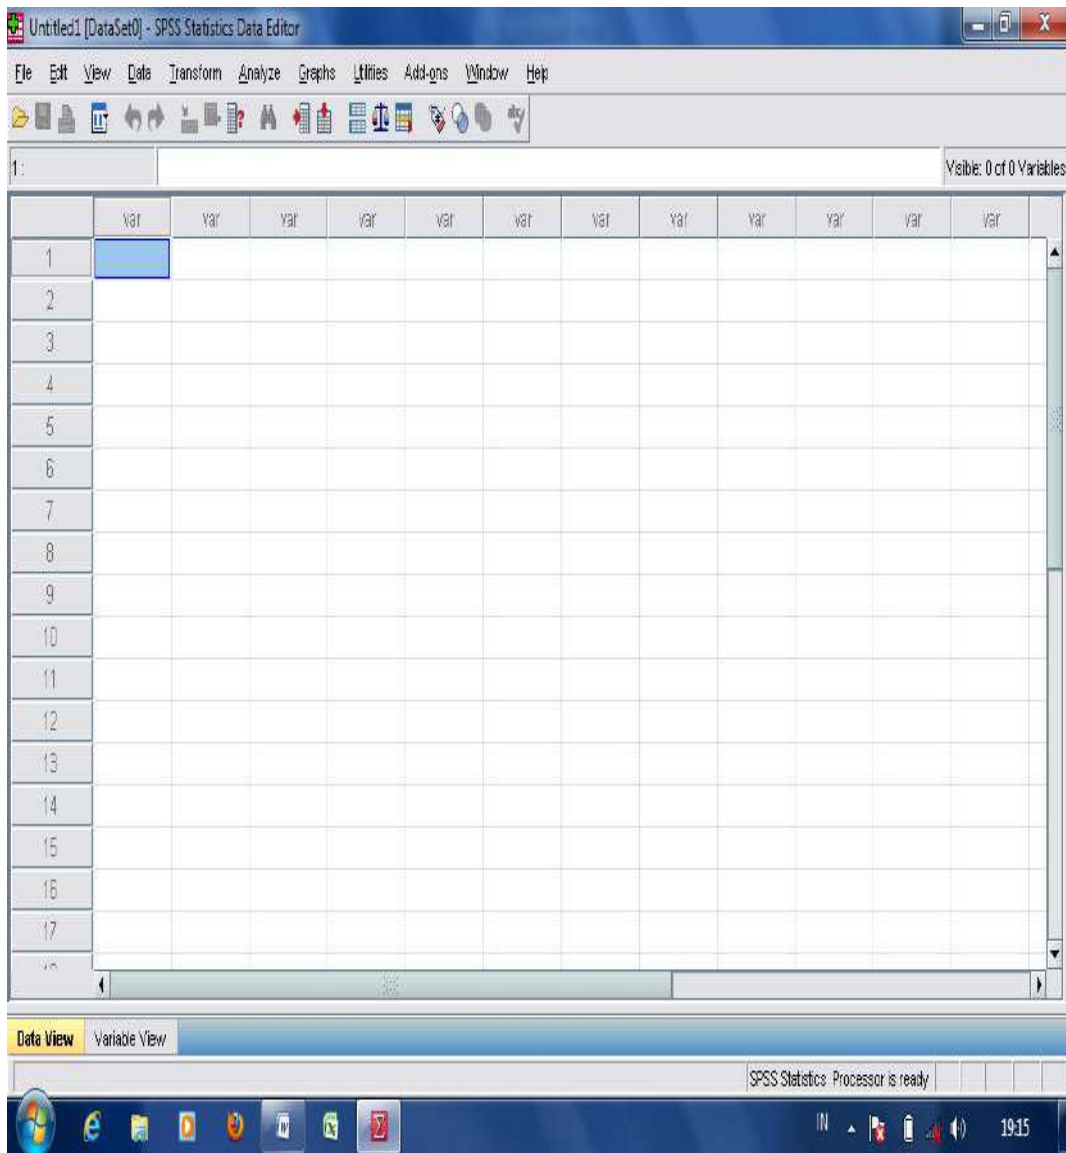 Untitled1 [DataSet0] - SPSS Statistics Data Editor
File Edit View Data Transform Analyze Graphs Utilities Add-ons Window Help
1 : Visible: 0 of 0 Variables
var var var var var var var var var var var var
1
2
3
4
5
6
7
8
9
10
11
12
13
14
15
16
17
Data View Variable View
SPSS Statistics Processor is ready
IN 19:15